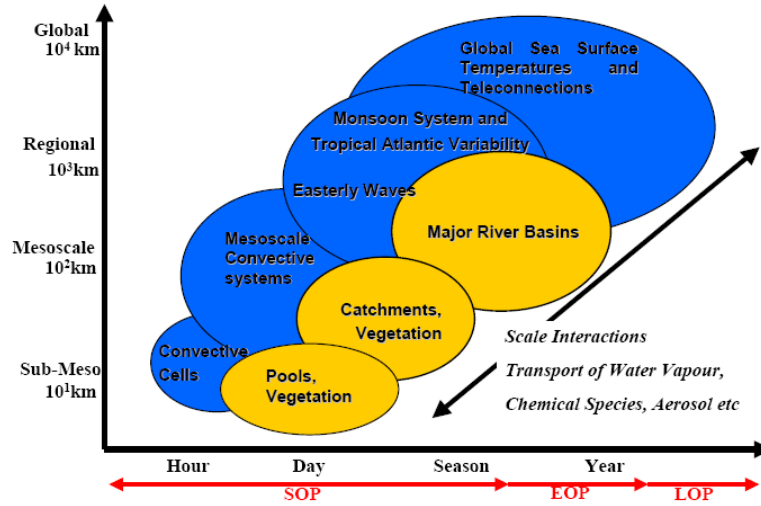 Global
10⁴ km
Global Sea Surface
Temperatures and
Teleconnections
Monsoon System and
Tropical Atlantic Variability
Regional
10³km
Easterly Waves
Major River Basins
Mesoscale
Convective
systems
Mesoscale
10²km
Catchments,
Vegetation
Scale Interactions
Transport of Water Vapour,
Chemical Species, Aerosol etc
Convective
Cells
Sub-Meso
10¹km
Pools,
Vegetation
Hour Day Season Year
SOP EOP LOP